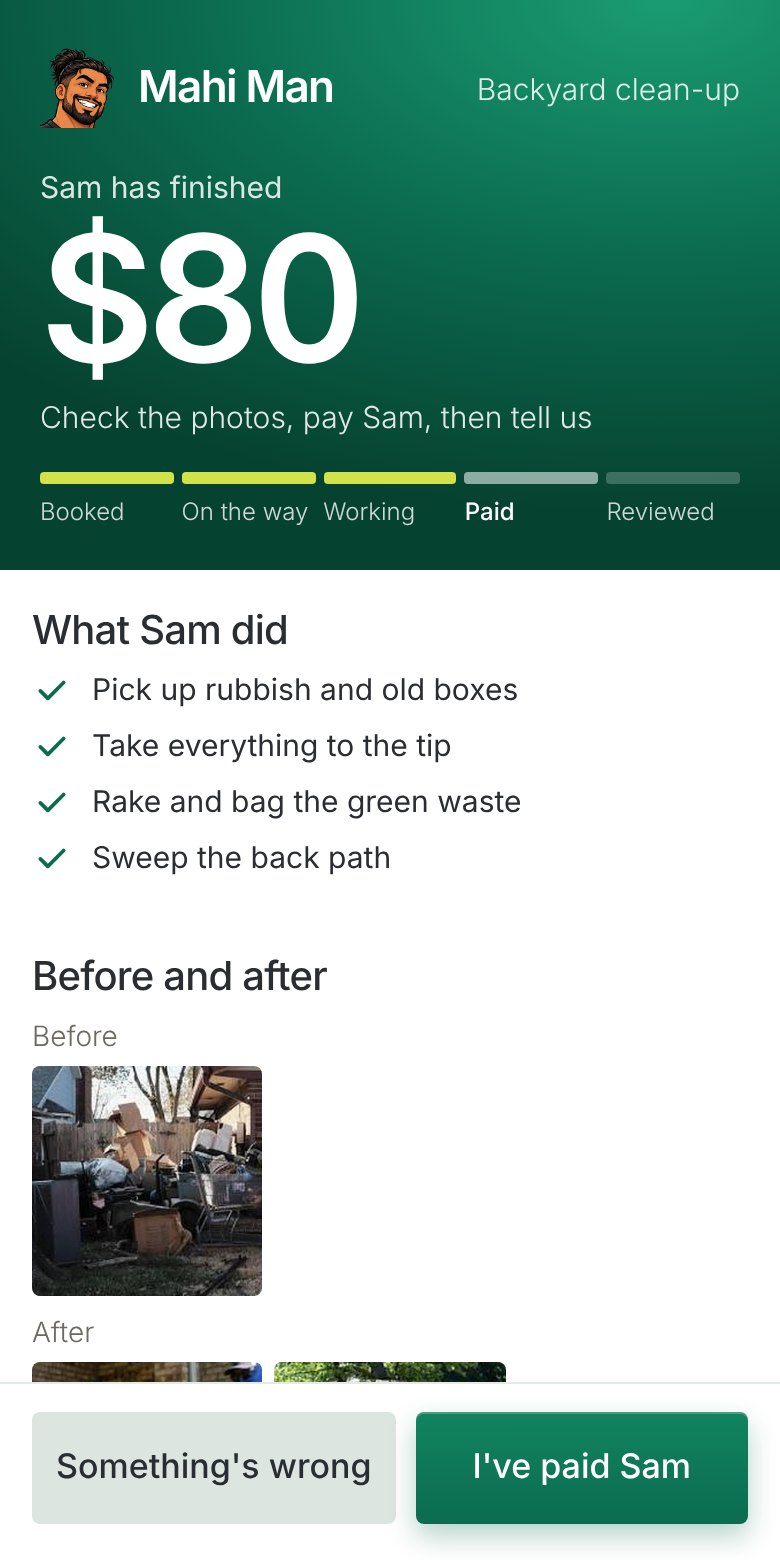 Mahi Man
Backyard clean-up
Sam has finished
$80
Check the photos, pay Sam, then tell us
Booked
On the way
Working
Paid
Reviewed
What Sam did
Pick up rubbish and old boxes
Take everything to the tip
Rake and bag the green waste
Sweep the back path
Before and after
Before
After
Something's wrong
I've paid Sam